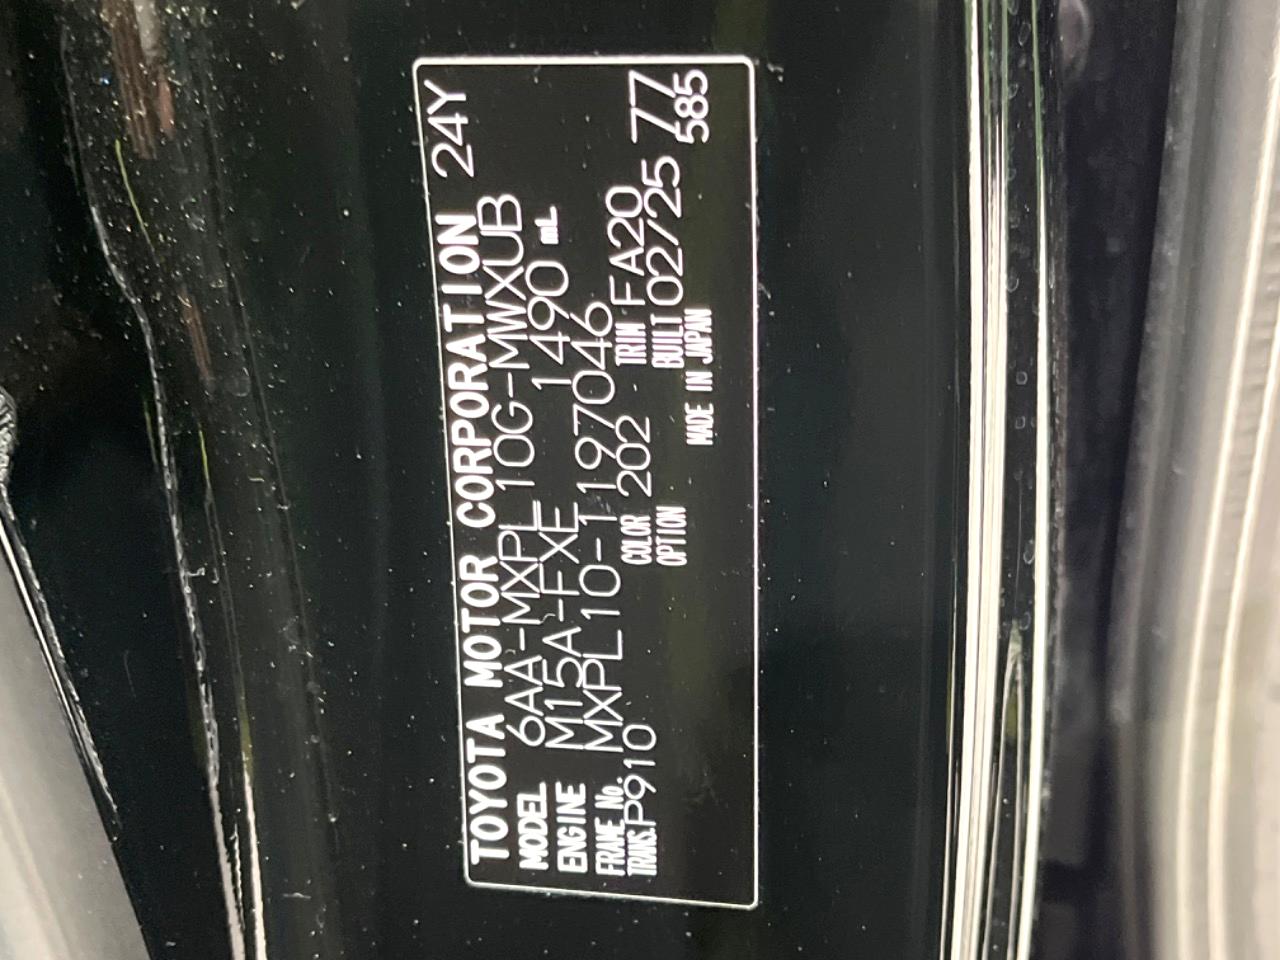 TOYOTA MOTOR CORPORATION 24Y
MODEL 6AA-MXPL10G-MWXUB
ENGINE M15A-FXE 1490 mL
FRAME No. MXPL10-1197046
TRANS. P910 COLOR 202 TRIM FA20
OPTION BUILT 02/25 77
MADE IN JAPAN 585